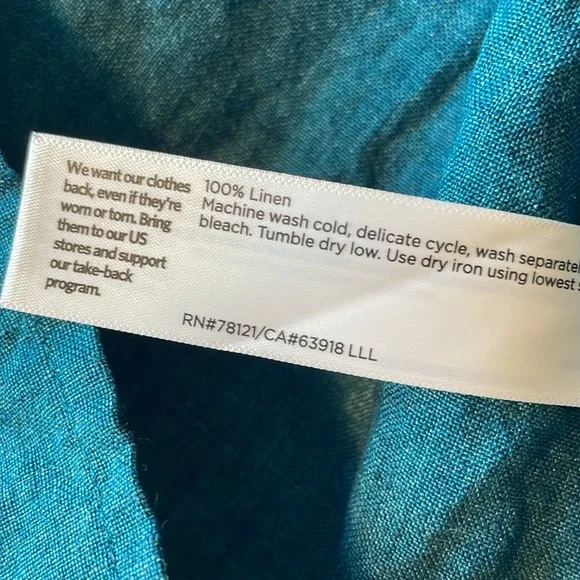 We want our clothes
back, even if they're
worn or torn. Bring
them to our US
stores and support
our take-back
program.
100% Linen
Machine wash cold, delicate cycle, wash
bleach. Tumble dry low. Use dry iron using lowest
RN#78121/CA#63918 LLL